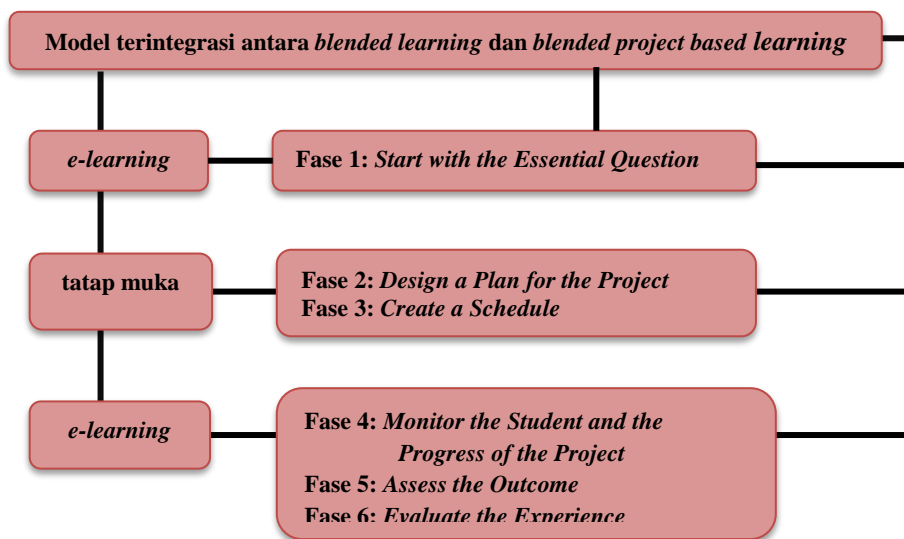 Model terintegrasi antara blended learning dan blended project based learning
e-learning
Fase 1: Start with the Essential Question
tatap muka
Fase 2: Design a Plan for the Project
Fase 3: Create a Schedule
e-learning
Fase 4: Monitor the Student and the
Progress of the Project
Fase 5: Assess the Outcome
Fase 6: Evaluate the Experience